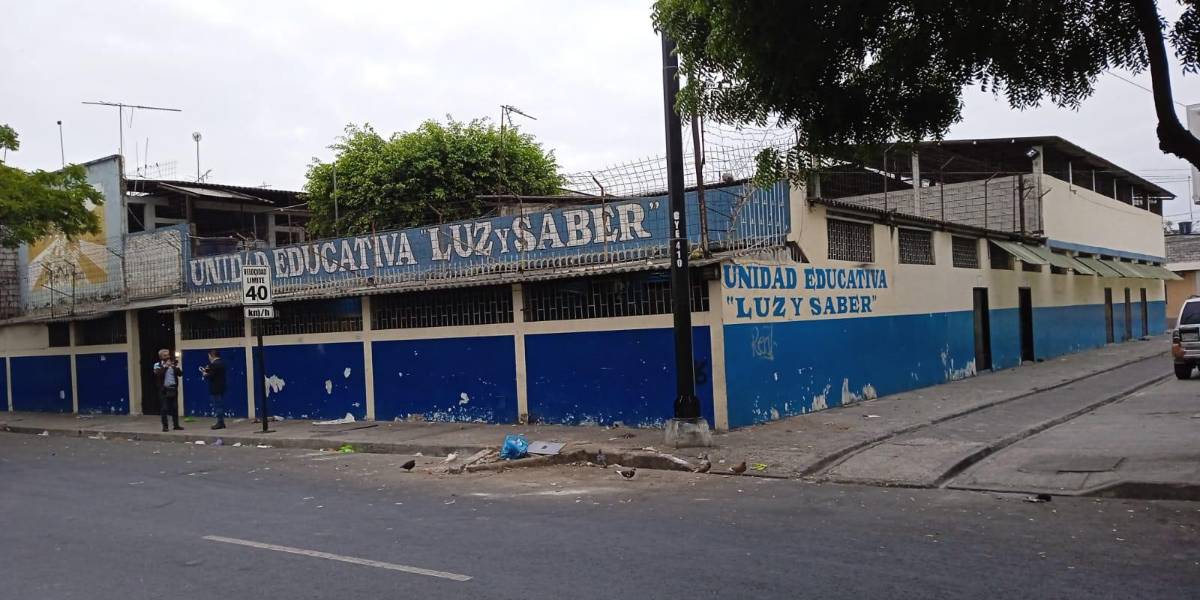 UNIDAD EDUCATIVA "LUZ Y SABER"
VELOCIDAD
LIMITE
40
km/h
UNIDAD EDUCATIVA
"LUZ Y SABER"